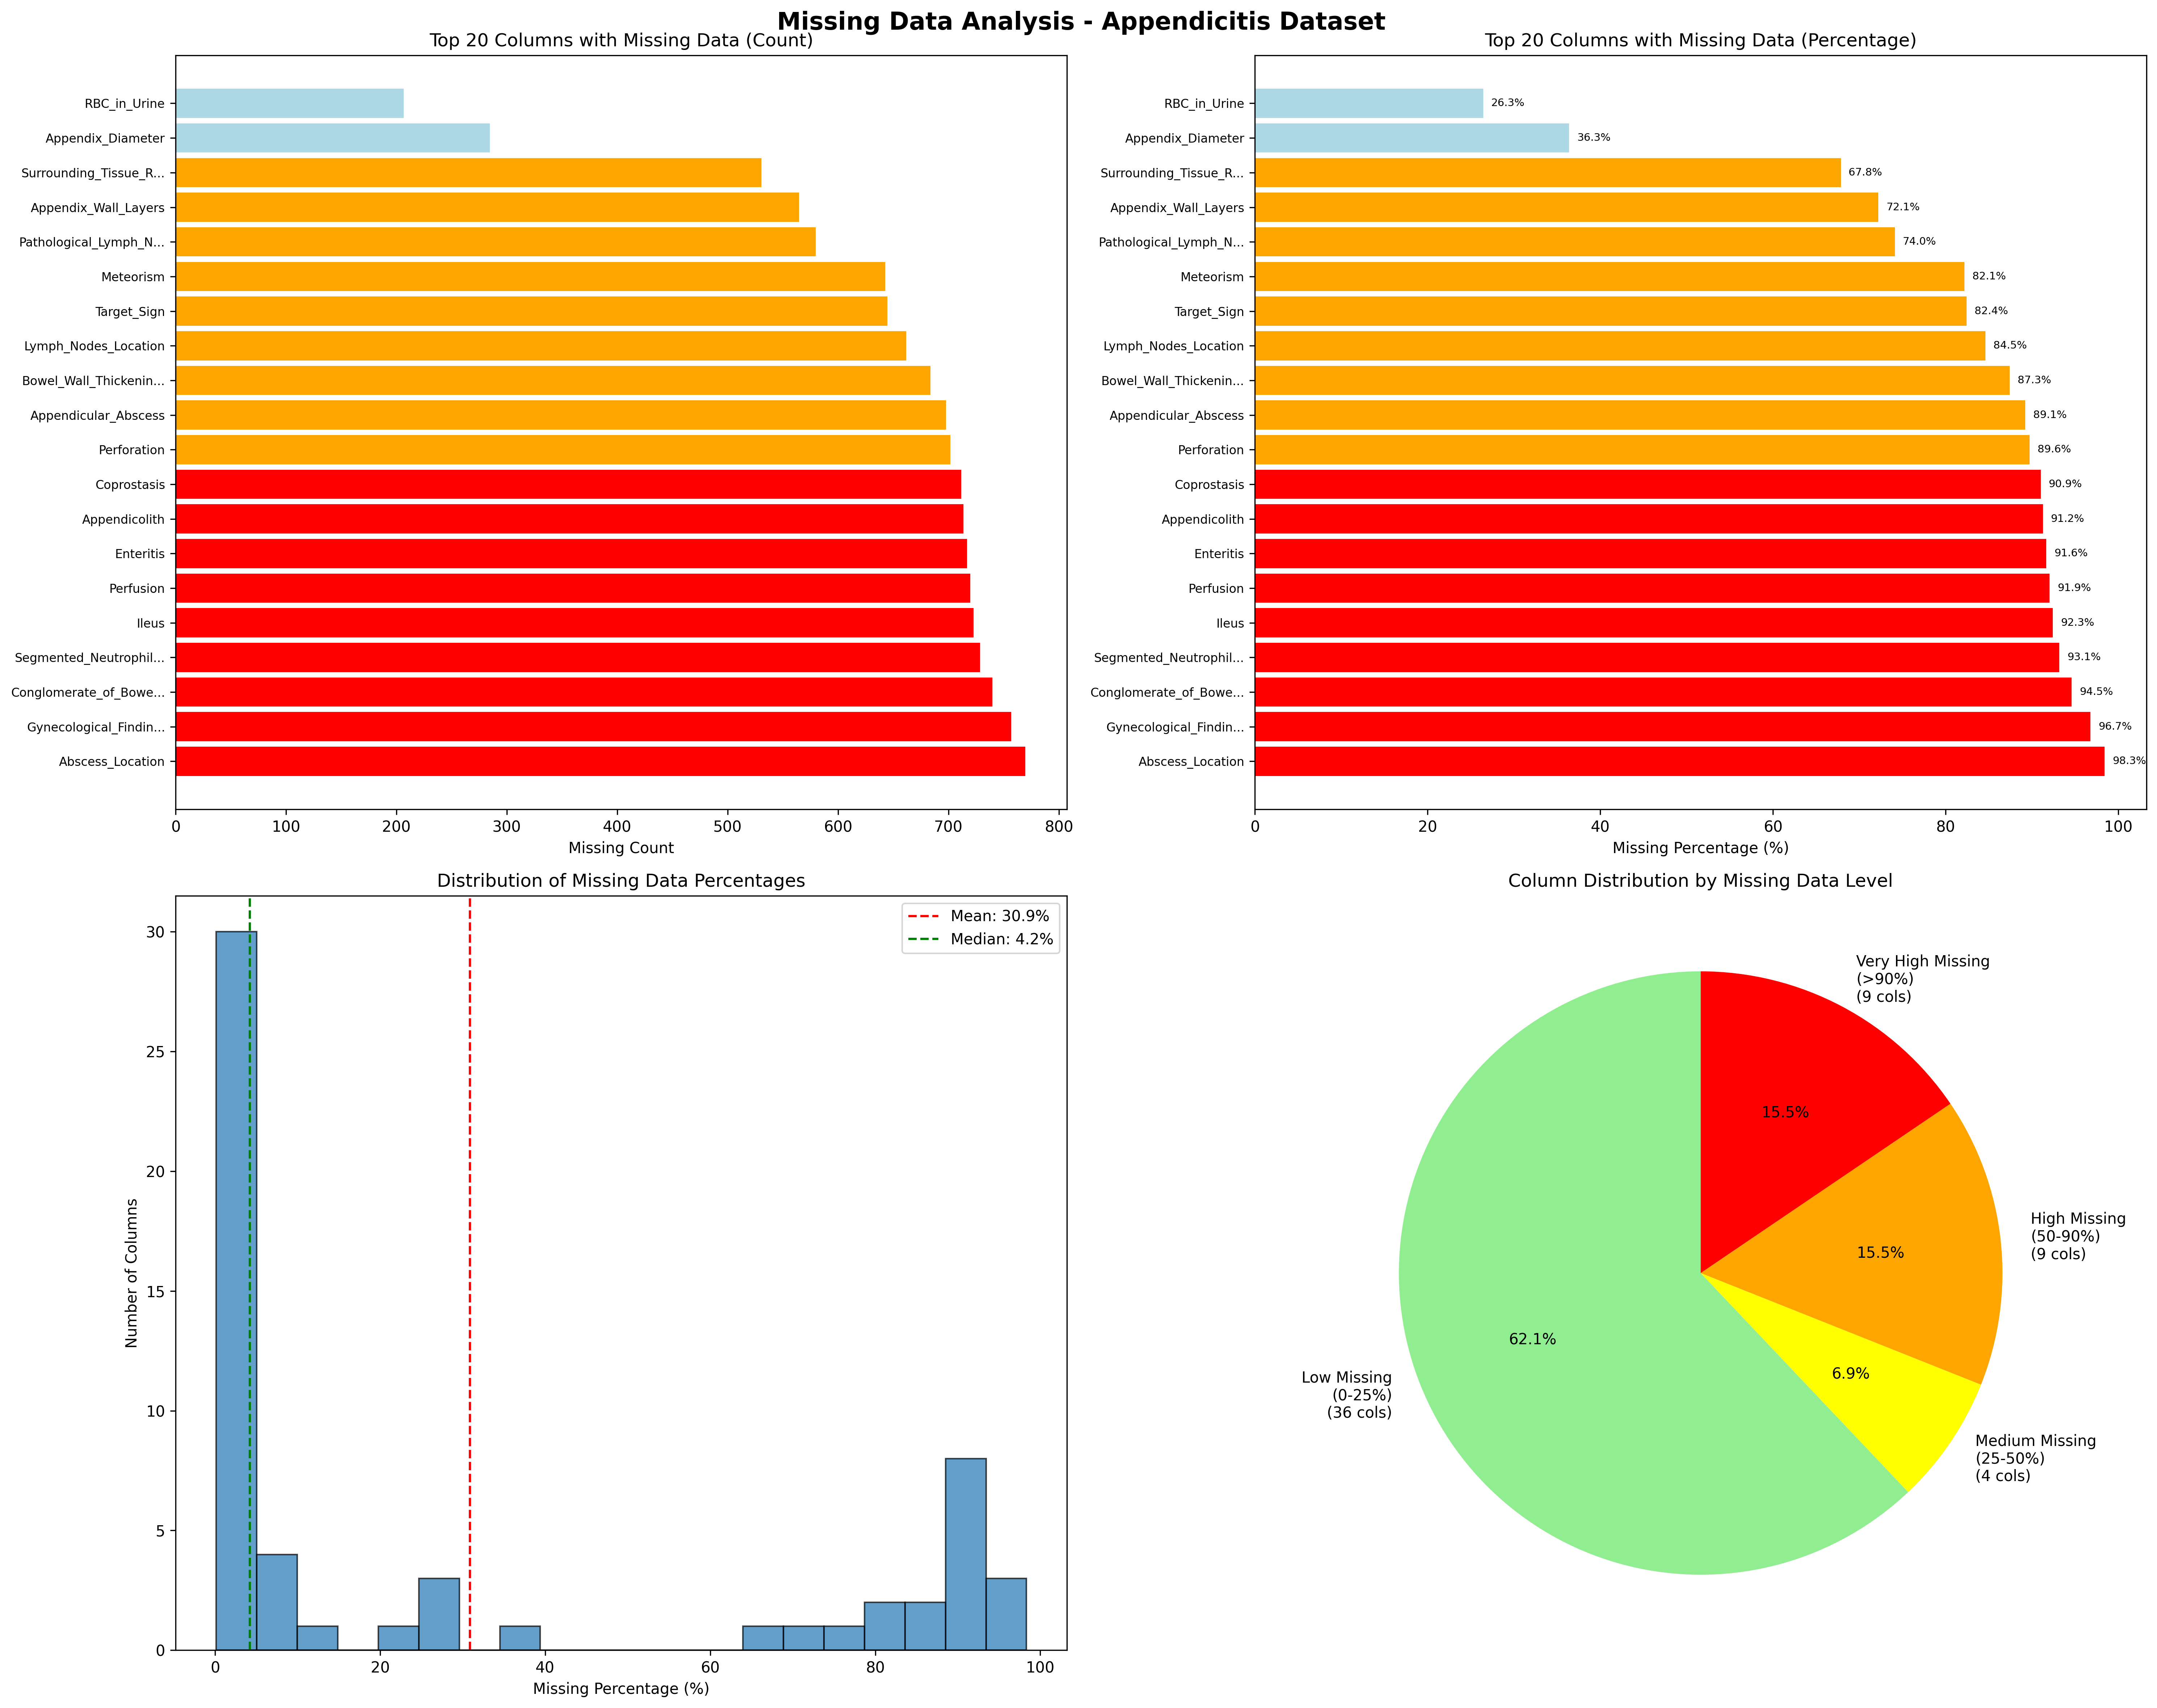 Missing Data Analysis - Appendicitis Dataset
Top 20 Columns with Missing Data (Count)
RBC_in_Urine
Appendix_Diameter
Surrounding_Tissue_R...
Appendix_Wall_Layers
Pathological_Lymph_N...
Meteorism
Target_Sign
Lymph_Nodes_Location
Bowel_Wall_Thickenin...
Appendicular_Abscess
Perforation
Coprostasis
Appendicolith
Enteritis
Perfusion
Ileus
Segmented_Neutrophil...
Conglomerate_of_Bowe...
Gynecological_Findin...
Abscess_Location
0 100 200 300 400 500 600 700 800
Missing Count
Top 20 Columns with Missing Data (Percentage)
RBC_in_Urine 26.3%
Appendix_Diameter 36.3%
Surrounding_Tissue_R... 67.8%
Appendix_Wall_Layers 72.1%
Pathological_Lymph_N... 74.0%
Meteorism 82.1%
Target_Sign 82.4%
Lymph_Nodes_Location 84.5%
Bowel_Wall_Thickenin... 87.3%
Appendicular_Abscess 89.1%
Perforation 89.6%
Coprostasis 90.9%
Appendicolith 91.2%
Enteritis 91.6%
Perfusion 91.9%
Ileus 92.3%
Segmented_Neutrophil... 93.1%
Conglomerate_of_Bowe... 94.5%
Gynecological_Findin... 96.7%
Abscess_Location 98.3%
0 20 40 60 80 100
Missing Percentage (%)
Distribution of Missing Data Percentages
Mean: 30.9%
Median: 4.2%
Number of Columns
30
25
20
15
10
5
0
0 20 40 60 80 100
Missing Percentage (%)
Column Distribution by Missing Data Level
Very High Missing
(>90%)
(9 cols)
15.5%
High Missing
(50-90%)
(9 cols)
15.5%
62.1%
Low Missing
(0-25%)
(36 cols)
6.9%
Medium Missing
(25-50%)
(4 cols)